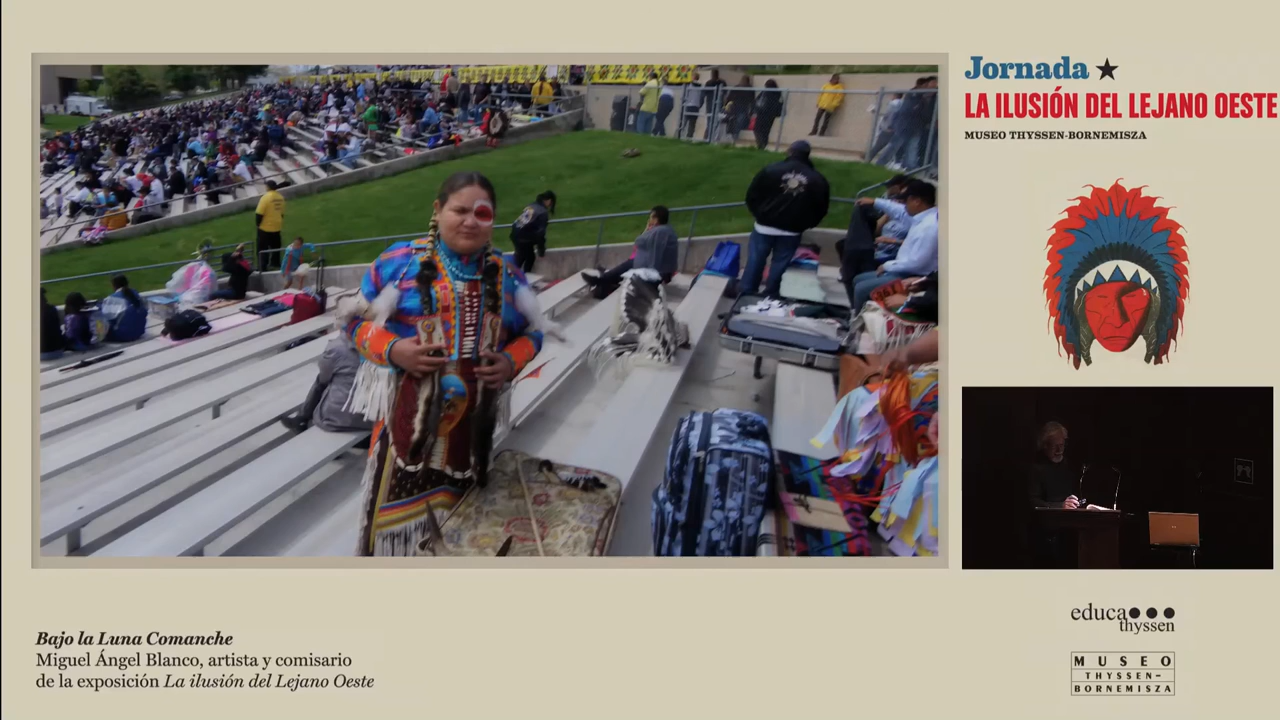 Jornada
LA ILUSIÓN DEL LEJANO OESTE
MUSEO THYSSEN-BORNEMISZA
educa
thyssen
MUSEO
THYSSEN-
BORNEMISZA
Bajo la Luna Comanche
Miguel Ángel Blanco, artista y comisario
de la exposición La ilusión del Lejano Oeste